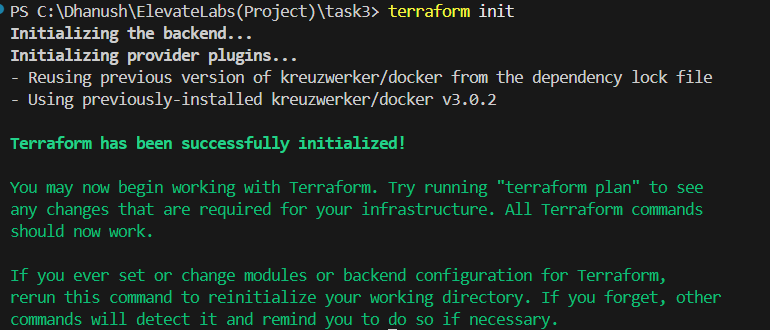 PS C:\Dhanush\ElevateLabs(Project)\task3> terraform init
Initializing the backend...
Initializing provider plugins...
- Reusing previous version of kreuzwerker/docker from the dependency lock file
- Using previously-installed kreuzwerker/docker v3.0.2
Terraform has been successfully initialized!
You may now begin working with Terraform. Try running "terraform plan" to see
any changes that are required for your infrastructure. All Terraform commands
should now work.
If you ever set or change modules or backend configuration for Terraform,
rerun this command to reinitialize your working directory. If you forget, other
commands will detect it and remind you to do so if necessary.